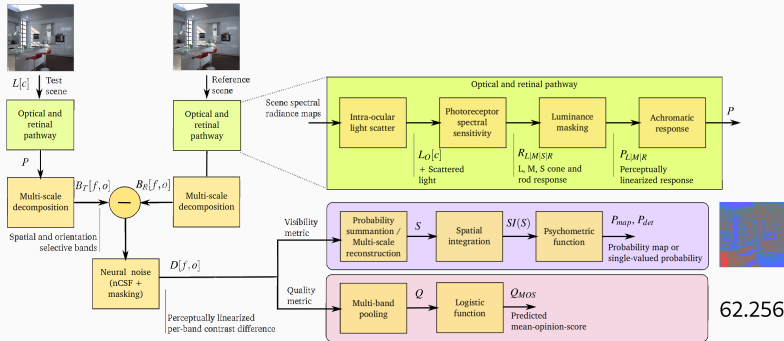 L[c]
Test
scene
Reference
scene
Optical and
retinal
pathway
Optical and
retinal
pathway
P
Multi-scale
decomposition
B_T[f,o]
B_R[f,o]
−
Multi-scale
decomposition
Spatial and orientation
selective bands
Neural noise
(nCSF +
masking)
D[f,o]
Perceptually linearized
per-band contrast difference
Optical and retinal pathway
Scene spectral
radiance maps
Intra-ocular
light scatter
Photoreceptor
spectral
sensitivity
Luminance
masking
Achromatic
response
P
L_O[c]
+ Scattered
light
R_{L|M|S|R}
L, M, S cone and
rod response
P_{L|M|R}
Perceptually
linearized response
Visibility
metric
Probability
summantion /
Multi-scale
reconstruction
S
Spatial
integration
SI(S)
Psychometric
function
P_map, P_det
Probability map or
single-valued probability
Quality
metric
Multi-band
pooling
Q
Logistic
function
Q_MOS
Predicted
mean-opinion-score
62.256